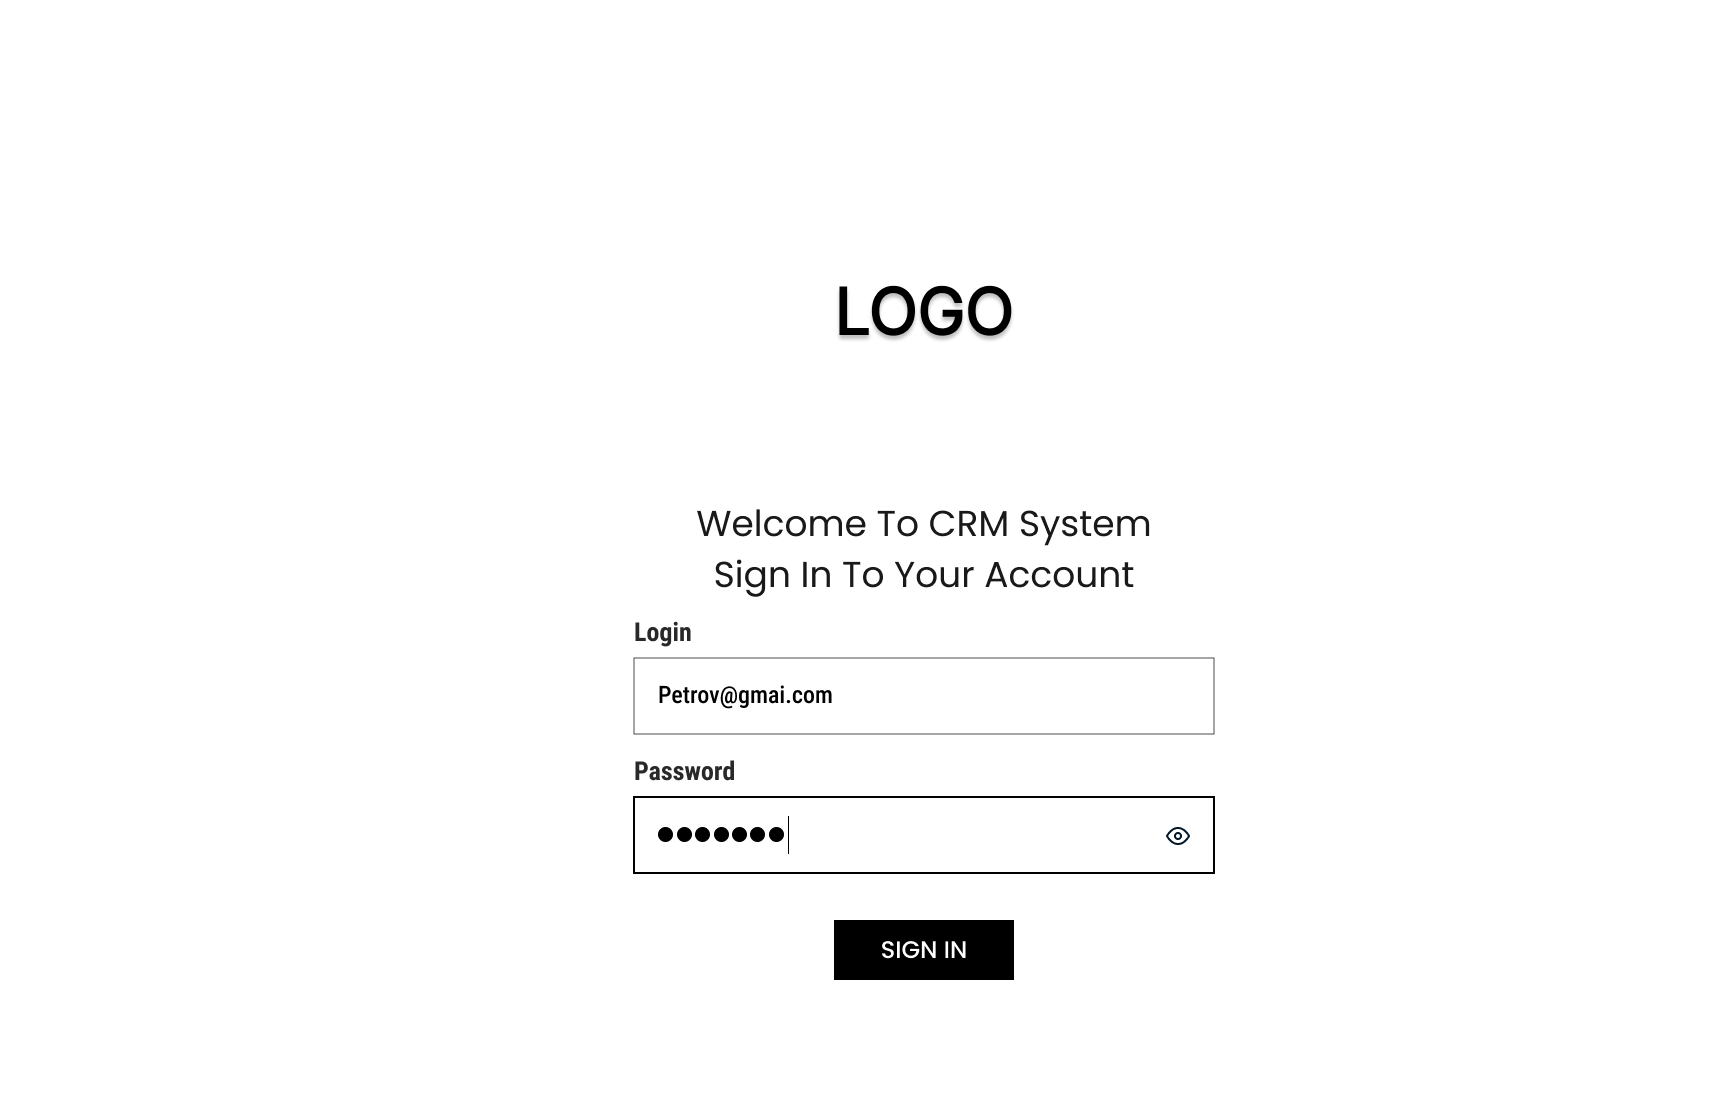 LOGO
Welcome To CRM System
Sign In To Your Account
Login
Petrov@gmai.com
Password
SIGN IN